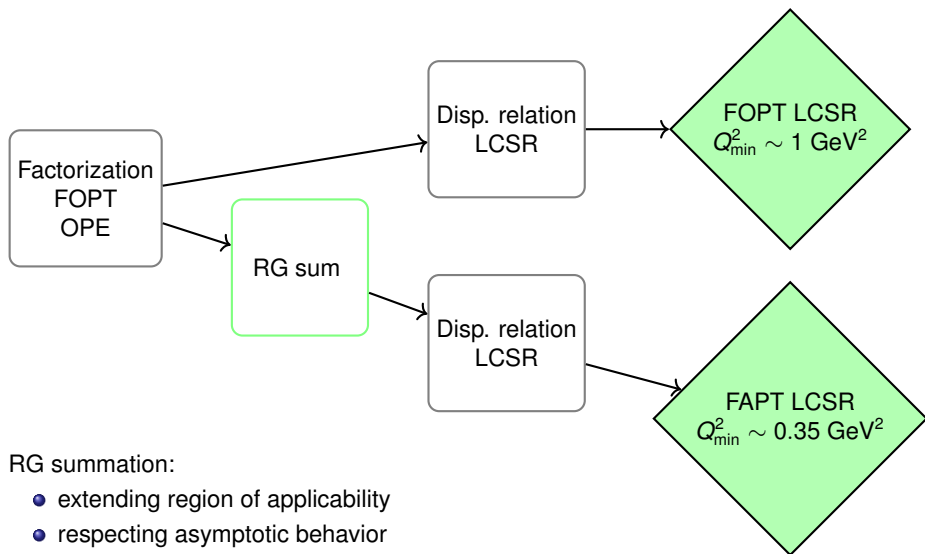 Factorization
FOPT
OPE
Disp. relation
LCSR
FOPT LCSR
Q²min ∼ 1 GeV²
RG sum
Disp. relation
LCSR
FAPT LCSR
Q²min ∼ 0.35 GeV²
RG summation:
extending region of applicability
respecting asymptotic behavior